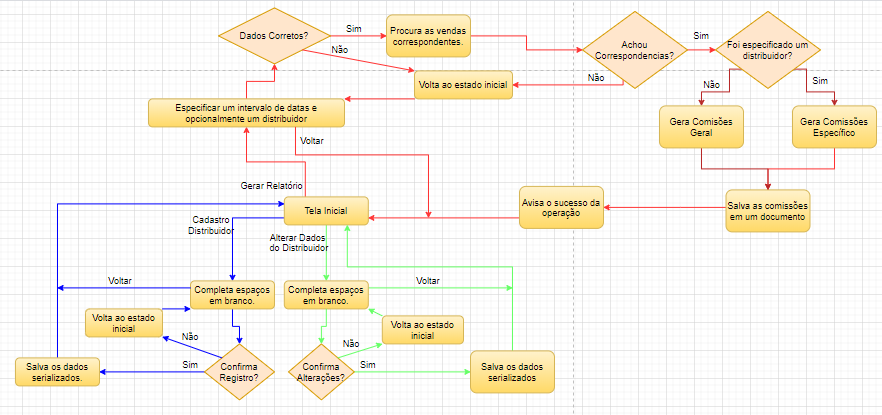 Dados Corretos?
Sim
Não
Procura as vendas
correspondentes.
Achou
Correspondencias?
Sim
Não
Foi especificado um
distribuidor?
Não
Sim
Volta ao estado inicial
Especificar um intervalo de datas e
opcionalmente um distribuidor
Voltar
Gera Comisões
Geral
Gera Comissões
Específico
Gerar Relatório
Tela Inicial
Avisa o sucesso da
operação
Salva as comissões
em um documento
Cadastro
Distribuidor
Alterar Dados
do Distribuidor
Voltar
Completa espaços
em branco.
Completa espaços
em branco.
Voltar
Volta ao estado
inicial
Não
Não
Volta ao estado
inicial
Salva os dados
serializados.
Sim
Confirma
Registro?
Confirma
Alterações?
Sim
Salva os dados
serializados